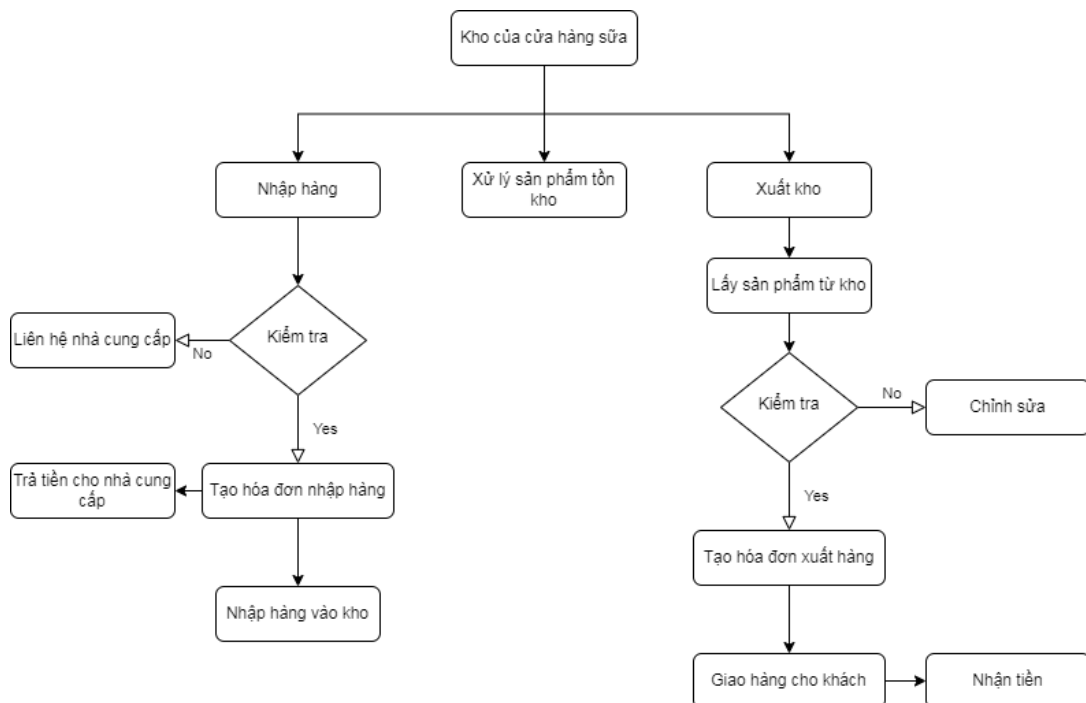 Kho của cửa hàng sữa
Nhập hàng
Xử lý sản phẩm tồn
kho
Xuất kho
Lấy sản phẩm từ kho
Liên hệ nhà cung cấp
No
Kiểm tra
Kiểm tra
No
Chỉnh sửa
Yes
Trả tiền cho nhà cung
cấp
Tạo hóa đơn nhập hàng
Yes
Tạo hóa đơn xuất hàng
Nhập hàng vào kho
Giao hàng cho khách
Nhận tiền